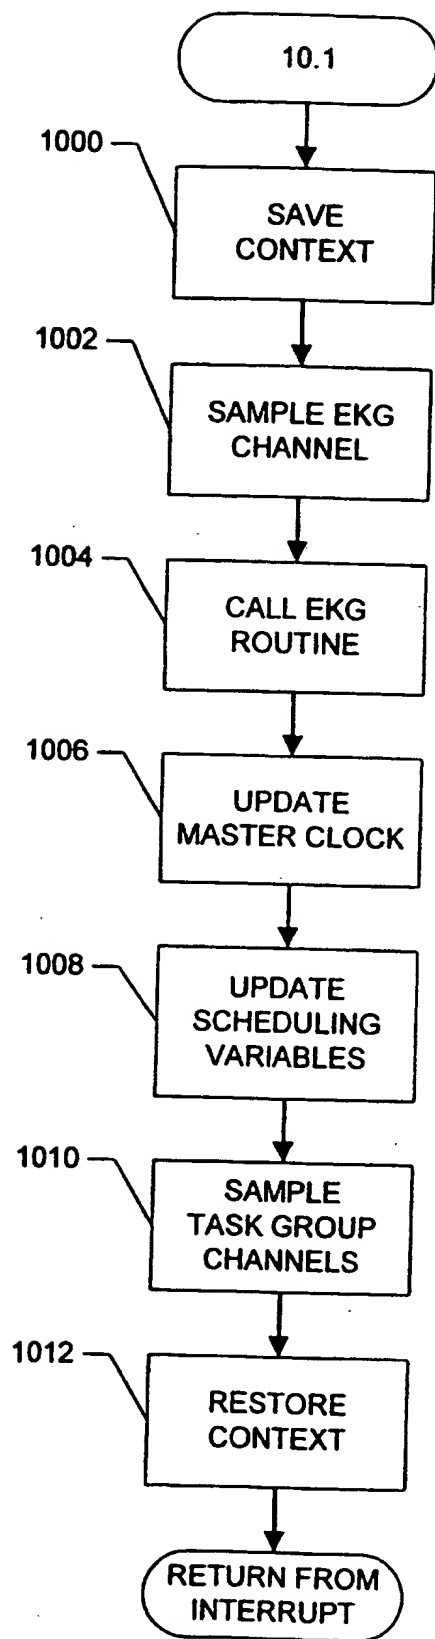 10.1
1000
SAVE
CONTEXT
1002
SAMPLE EKG
CHANNEL
1004
CALL EKG
ROUTINE
1006
UPDATE
MASTER CLOCK
1008
UPDATE
SCHEDULING
VARIABLES
1010
SAMPLE
TASK GROUP
CHANNELS
1012
RESTORE
CONTEXT
RETURN FROM
INTERRUPT